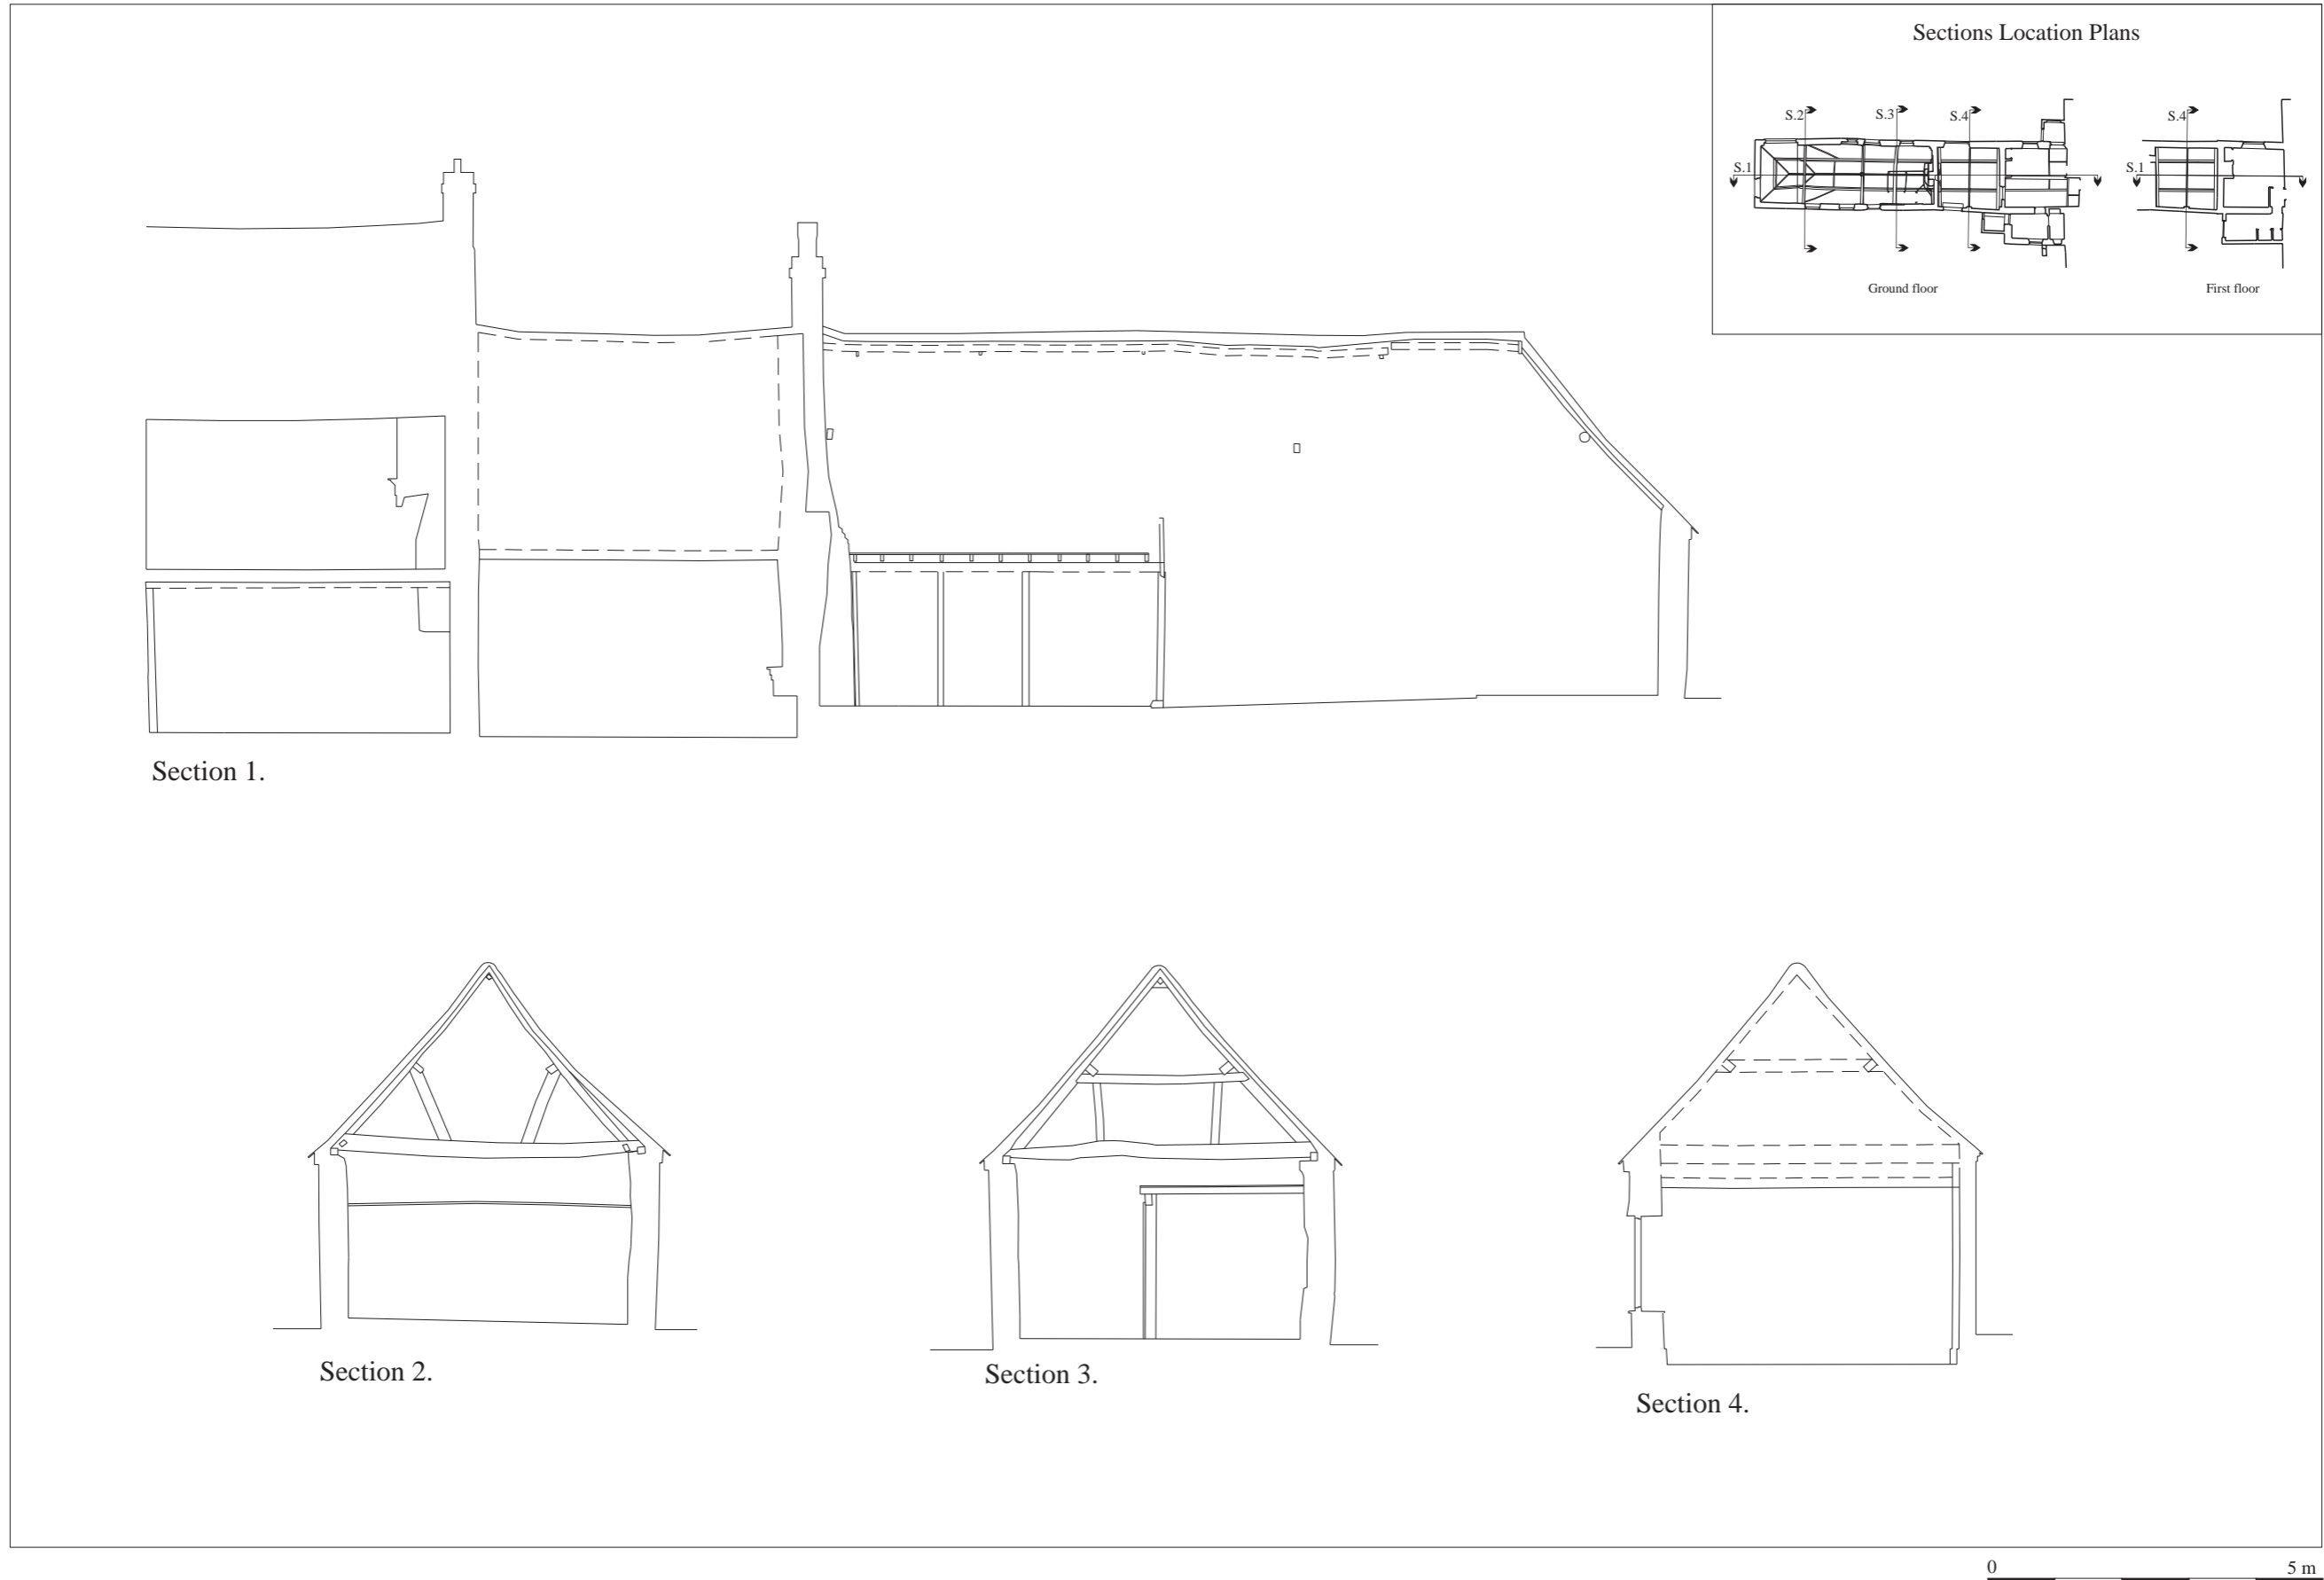 Sections Location Plans
S.2 S.3 S.4 S.4
S.1 S.1
Ground floor First floor
Section 1.
Section 2.
Section 3.
Section 4.
0 5 m